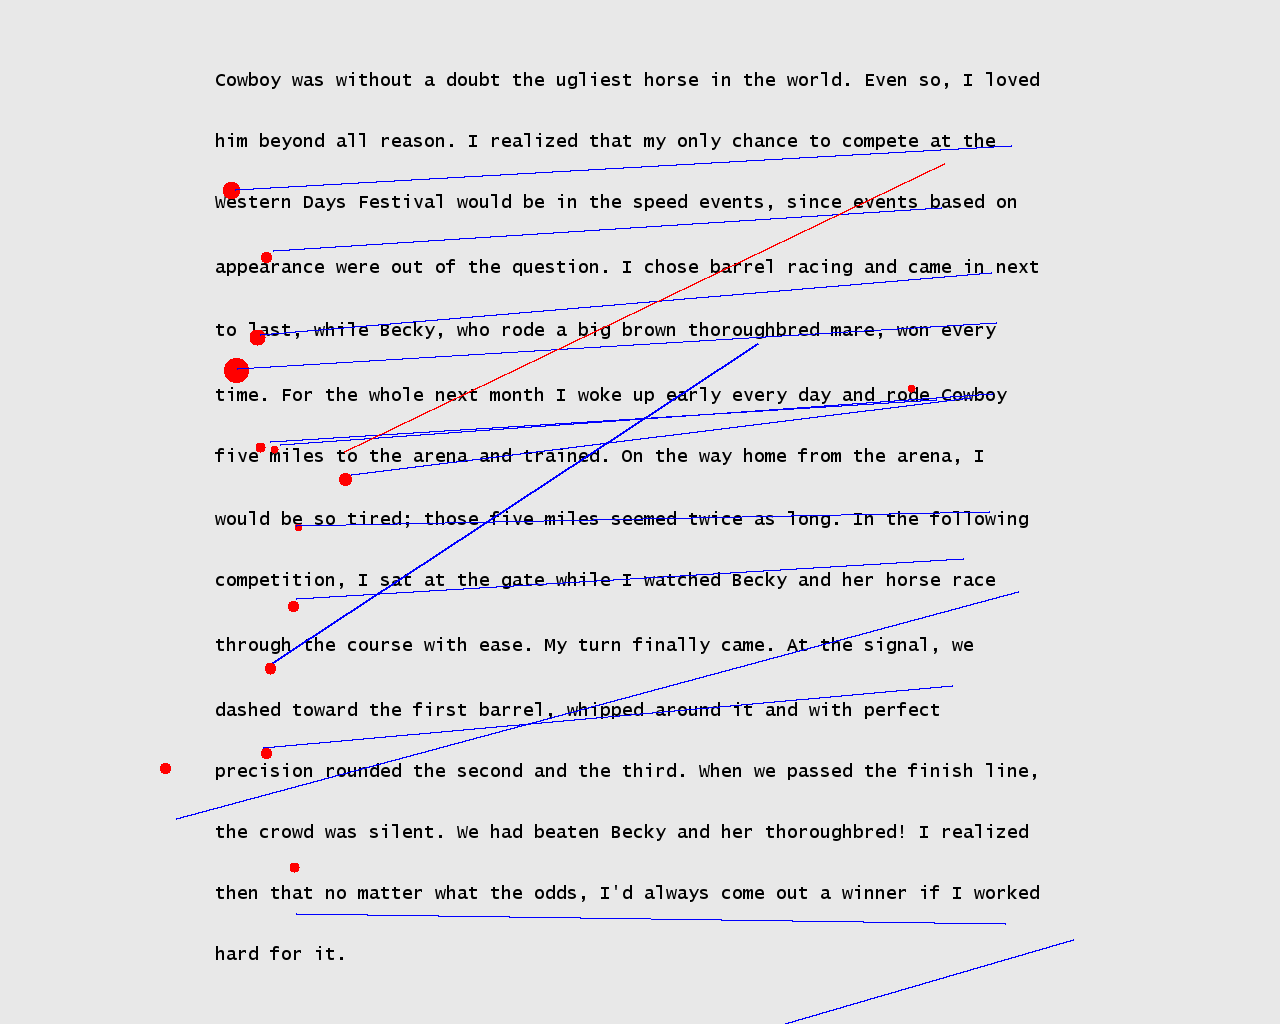 Cowboy was without a doubt the ugliest horse in the world. Even so, I loved
him beyond all reason. I realized that my only chance to compete at the
Western Days Festival would be in the speed events, since events based on
appearance were out of the question. I chose barrel racing and came in next
to last, while Becky, who rode a big brown thoroughbred mare, won every
time. For the whole next month I woke up early every day and rode Cowboy
five miles to the arena and trained. On the way home from the arena, I
would be so tired; those five miles seemed twice as long. In the following
competition, I sat at the gate while I watched Becky and her horse race
through the course with ease. My turn finally came. At the signal, we
dashed toward the first barrel, whipped around it and with perfect
precision rounded the second and the third. When we passed the finish line,
the crowd was silent. We had beaten Becky and her thoroughbred! I realized
then that no matter what the odds, I'd always come out a winner if I worked
hard for it.